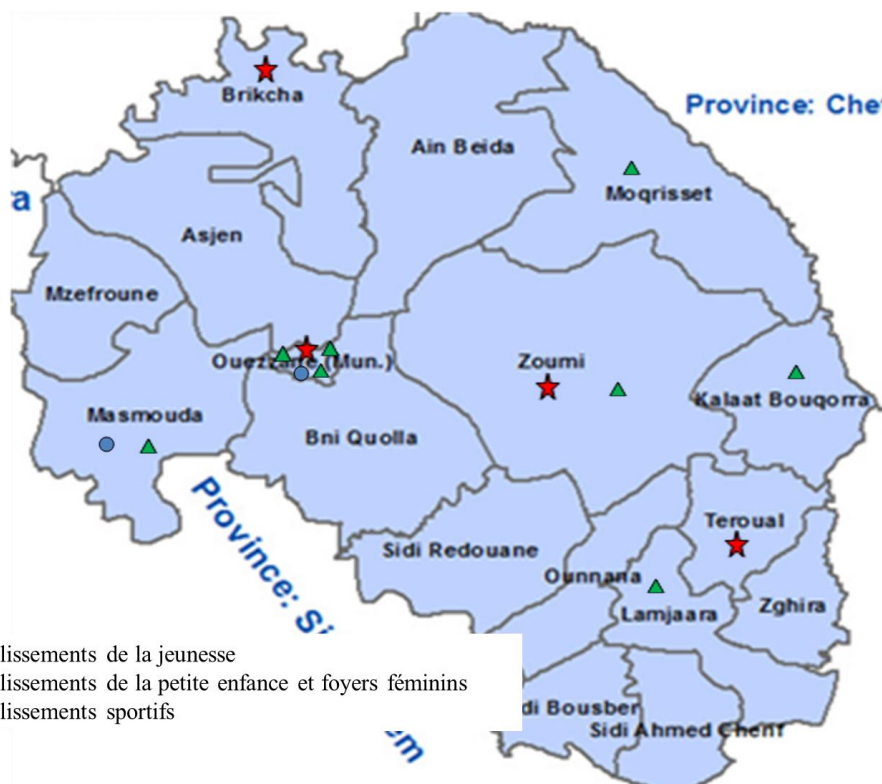 Brikcha
Province: Che
Ain Beida
Moqrisset
a
Asjen
Mzefroune
Ouezzane (Mun.)
Zoumi
Kalaat Bouqorra
Masmouda
Bni Quolla
Teroual
Sidi Redouane
Ounnana
Lamjaara
Zghira
Province: Si
em
lissements de la jeunesse
lissements de la petite enfance et foyers féminins
lissements sportifs
di Bousber
Sidi Ahmed Cherif